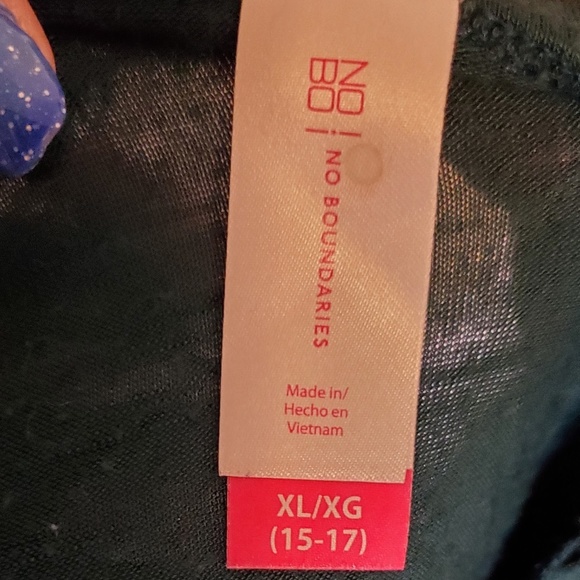 NO
BO
NO BOUNDARIES
Made in/
Hecho en
Vietnam
XL/XG
(15-17)